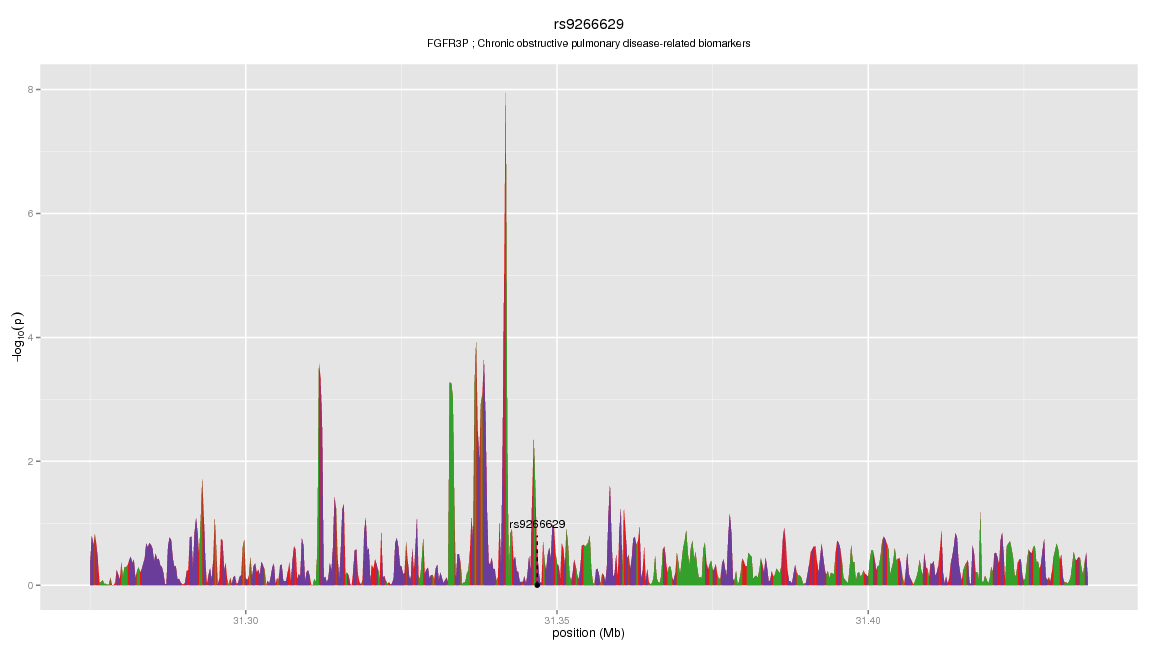 rs9266629
FGFR3P ; Chronic obstructive pulmonary disease-related biomarkers
8
6
4
2
0
−log10(p)
rs9266629
31.30
31.35
31.40
position (Mb)